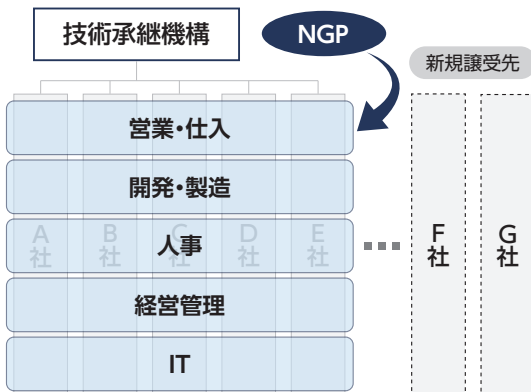 技術承継機構
NGP
新規譲受先
営業・仕入
開発・製造
A社
B社
C社
D社
E社
人事
F社
G社
経営管理
IT